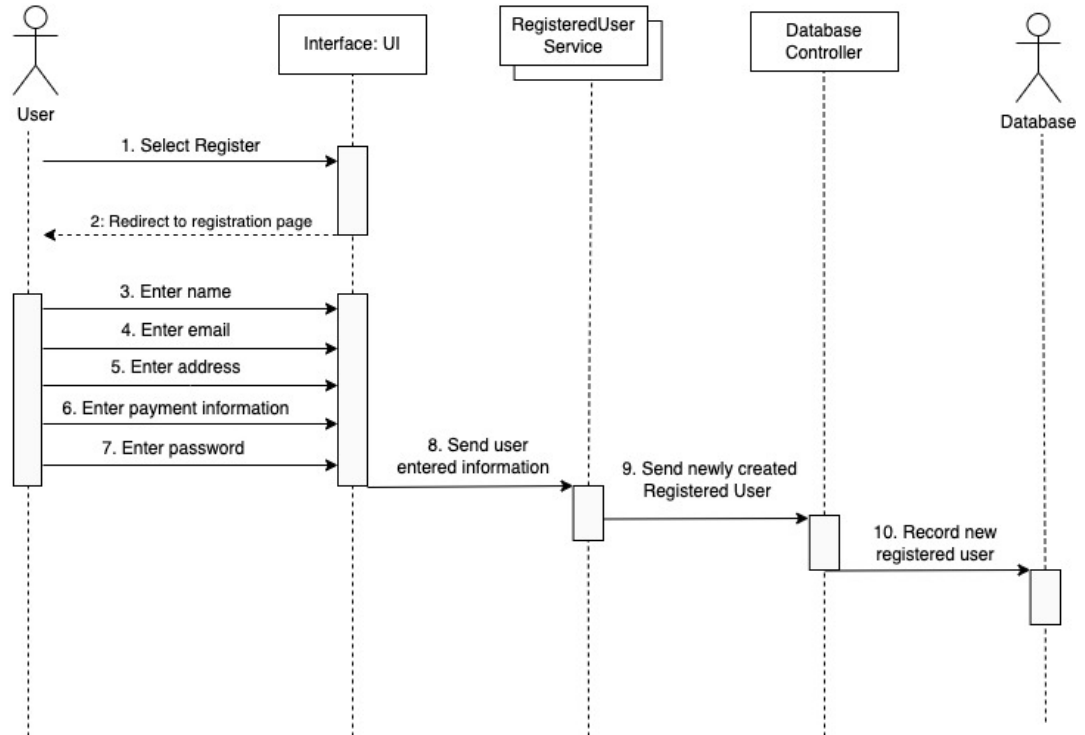 User
Interface: UI
RegisteredUser
Service
Database
Controller
Database
1. Select Register
2: Redirect to registration page
3. Enter name
4. Enter email
5. Enter address
6. Enter payment information
7. Enter password
8. Send user
entered information
9. Send newly created
Registered User
10. Record new
registered user